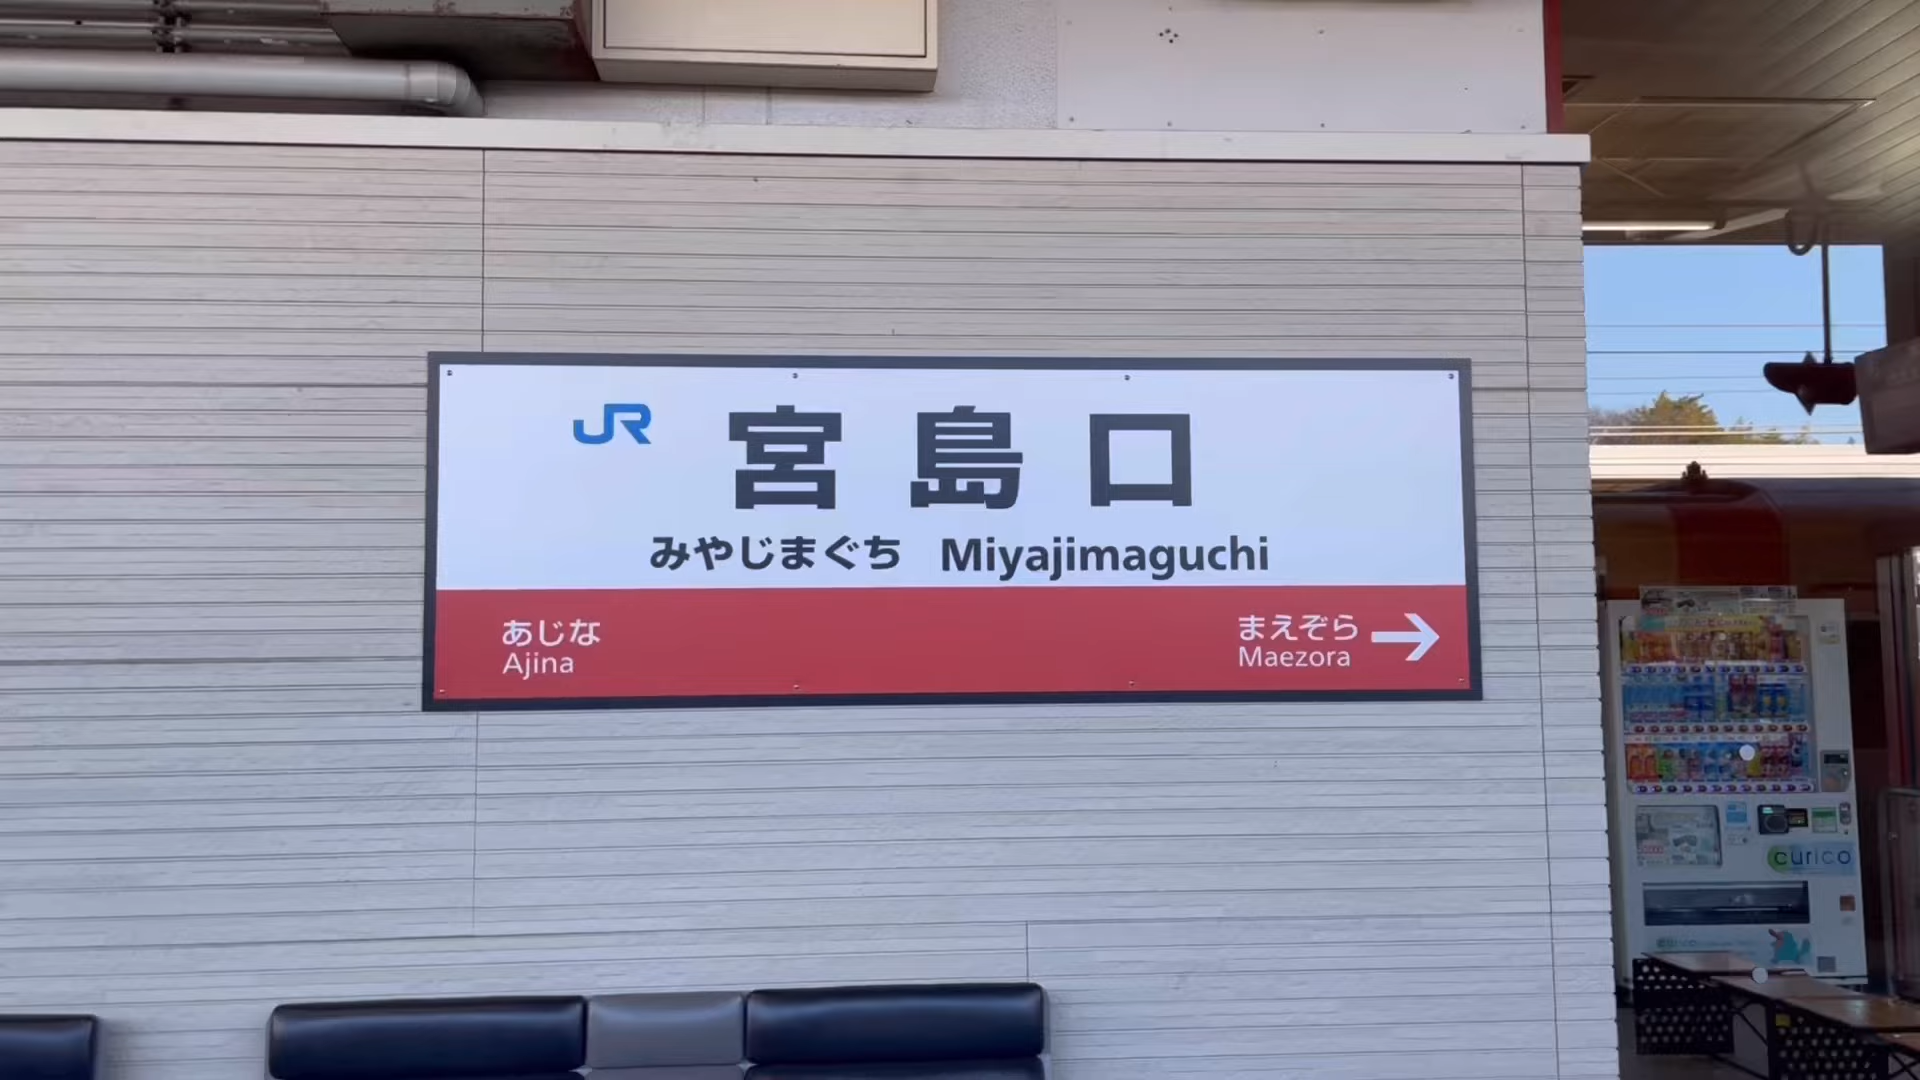 JR 宮島口
みやじまぐち Miyajimaguchi
あじな
Ajina
まえぞら →
Maezora
curico